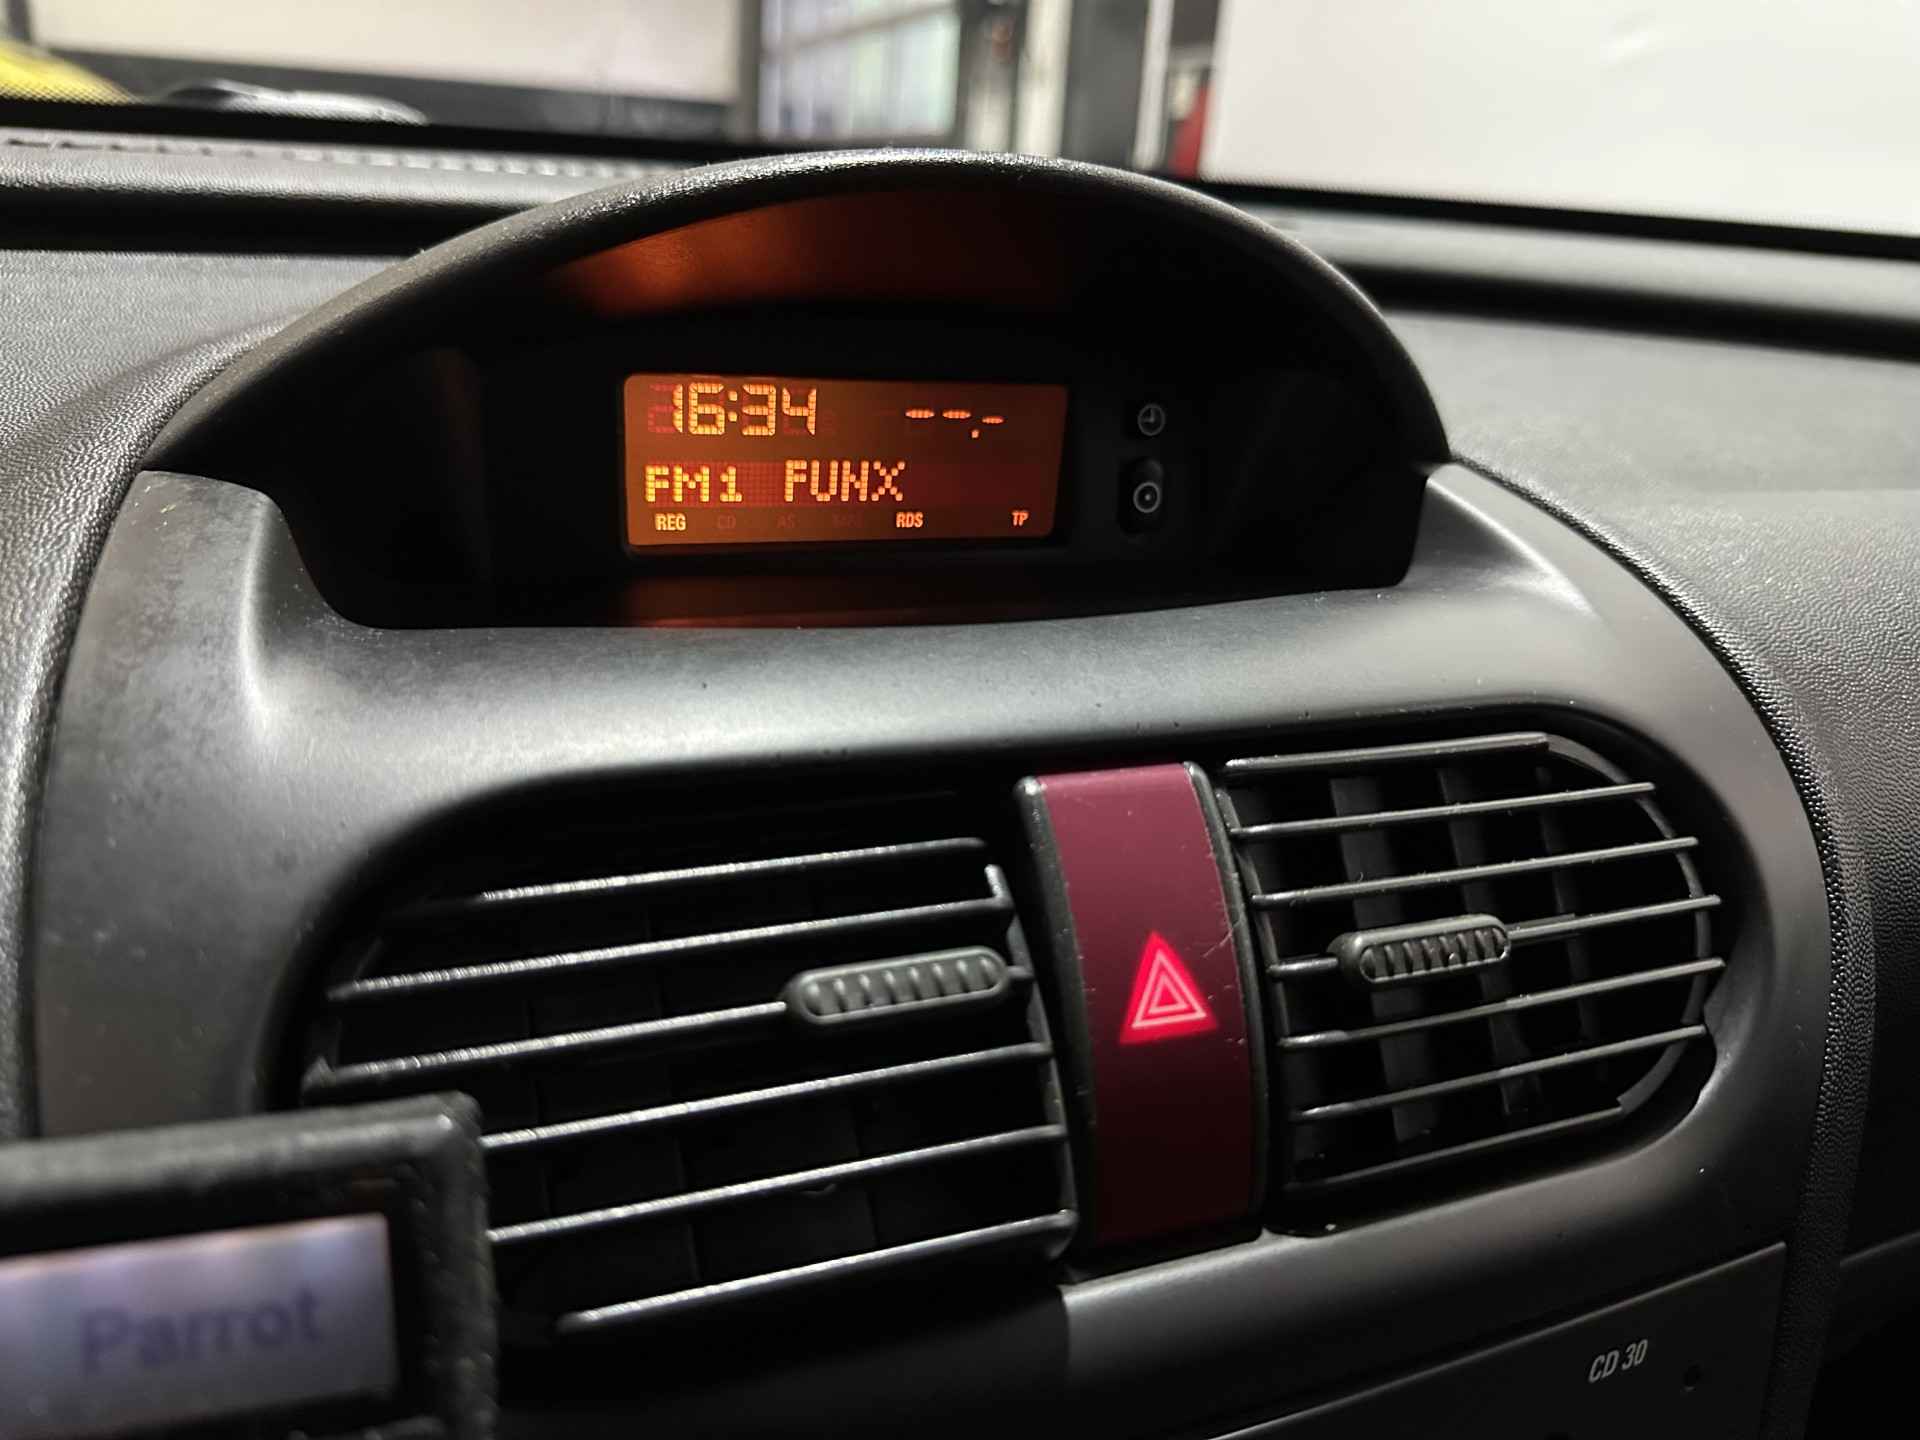 16:34 --.-
FM1 FUNX
REG CD AS RDS TP
Parrot
CD 30